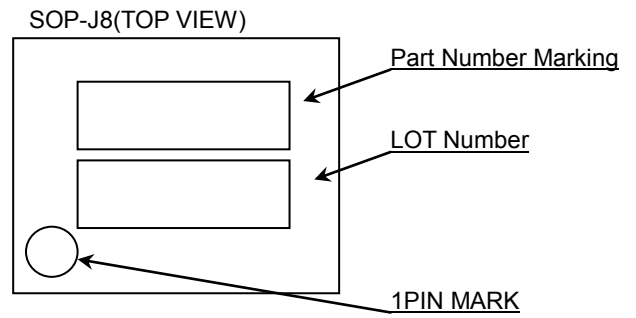 SOP-J8(TOP VIEW)
Part Number Marking
LOT Number
1PIN MARK